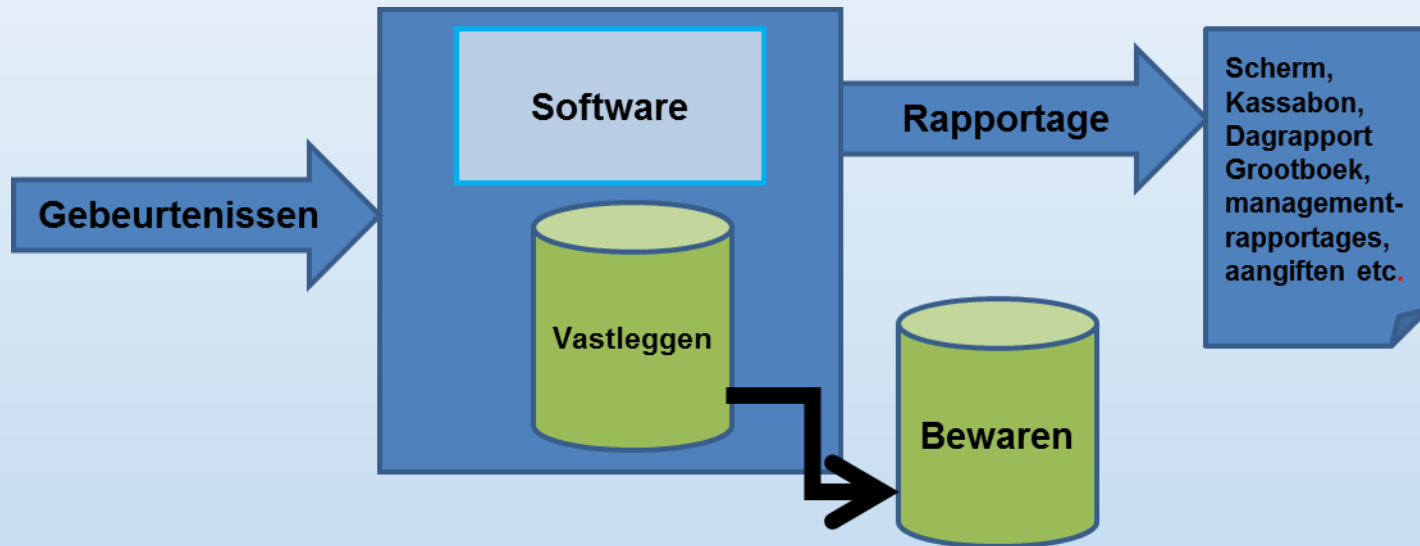 Gebeurtenissen
Software
Vastleggen
Rapportage
Scherm,
Kassabon,
Dagrapport
Grootboek,
management-
rapportages,
aangiften etc.
Bewaren